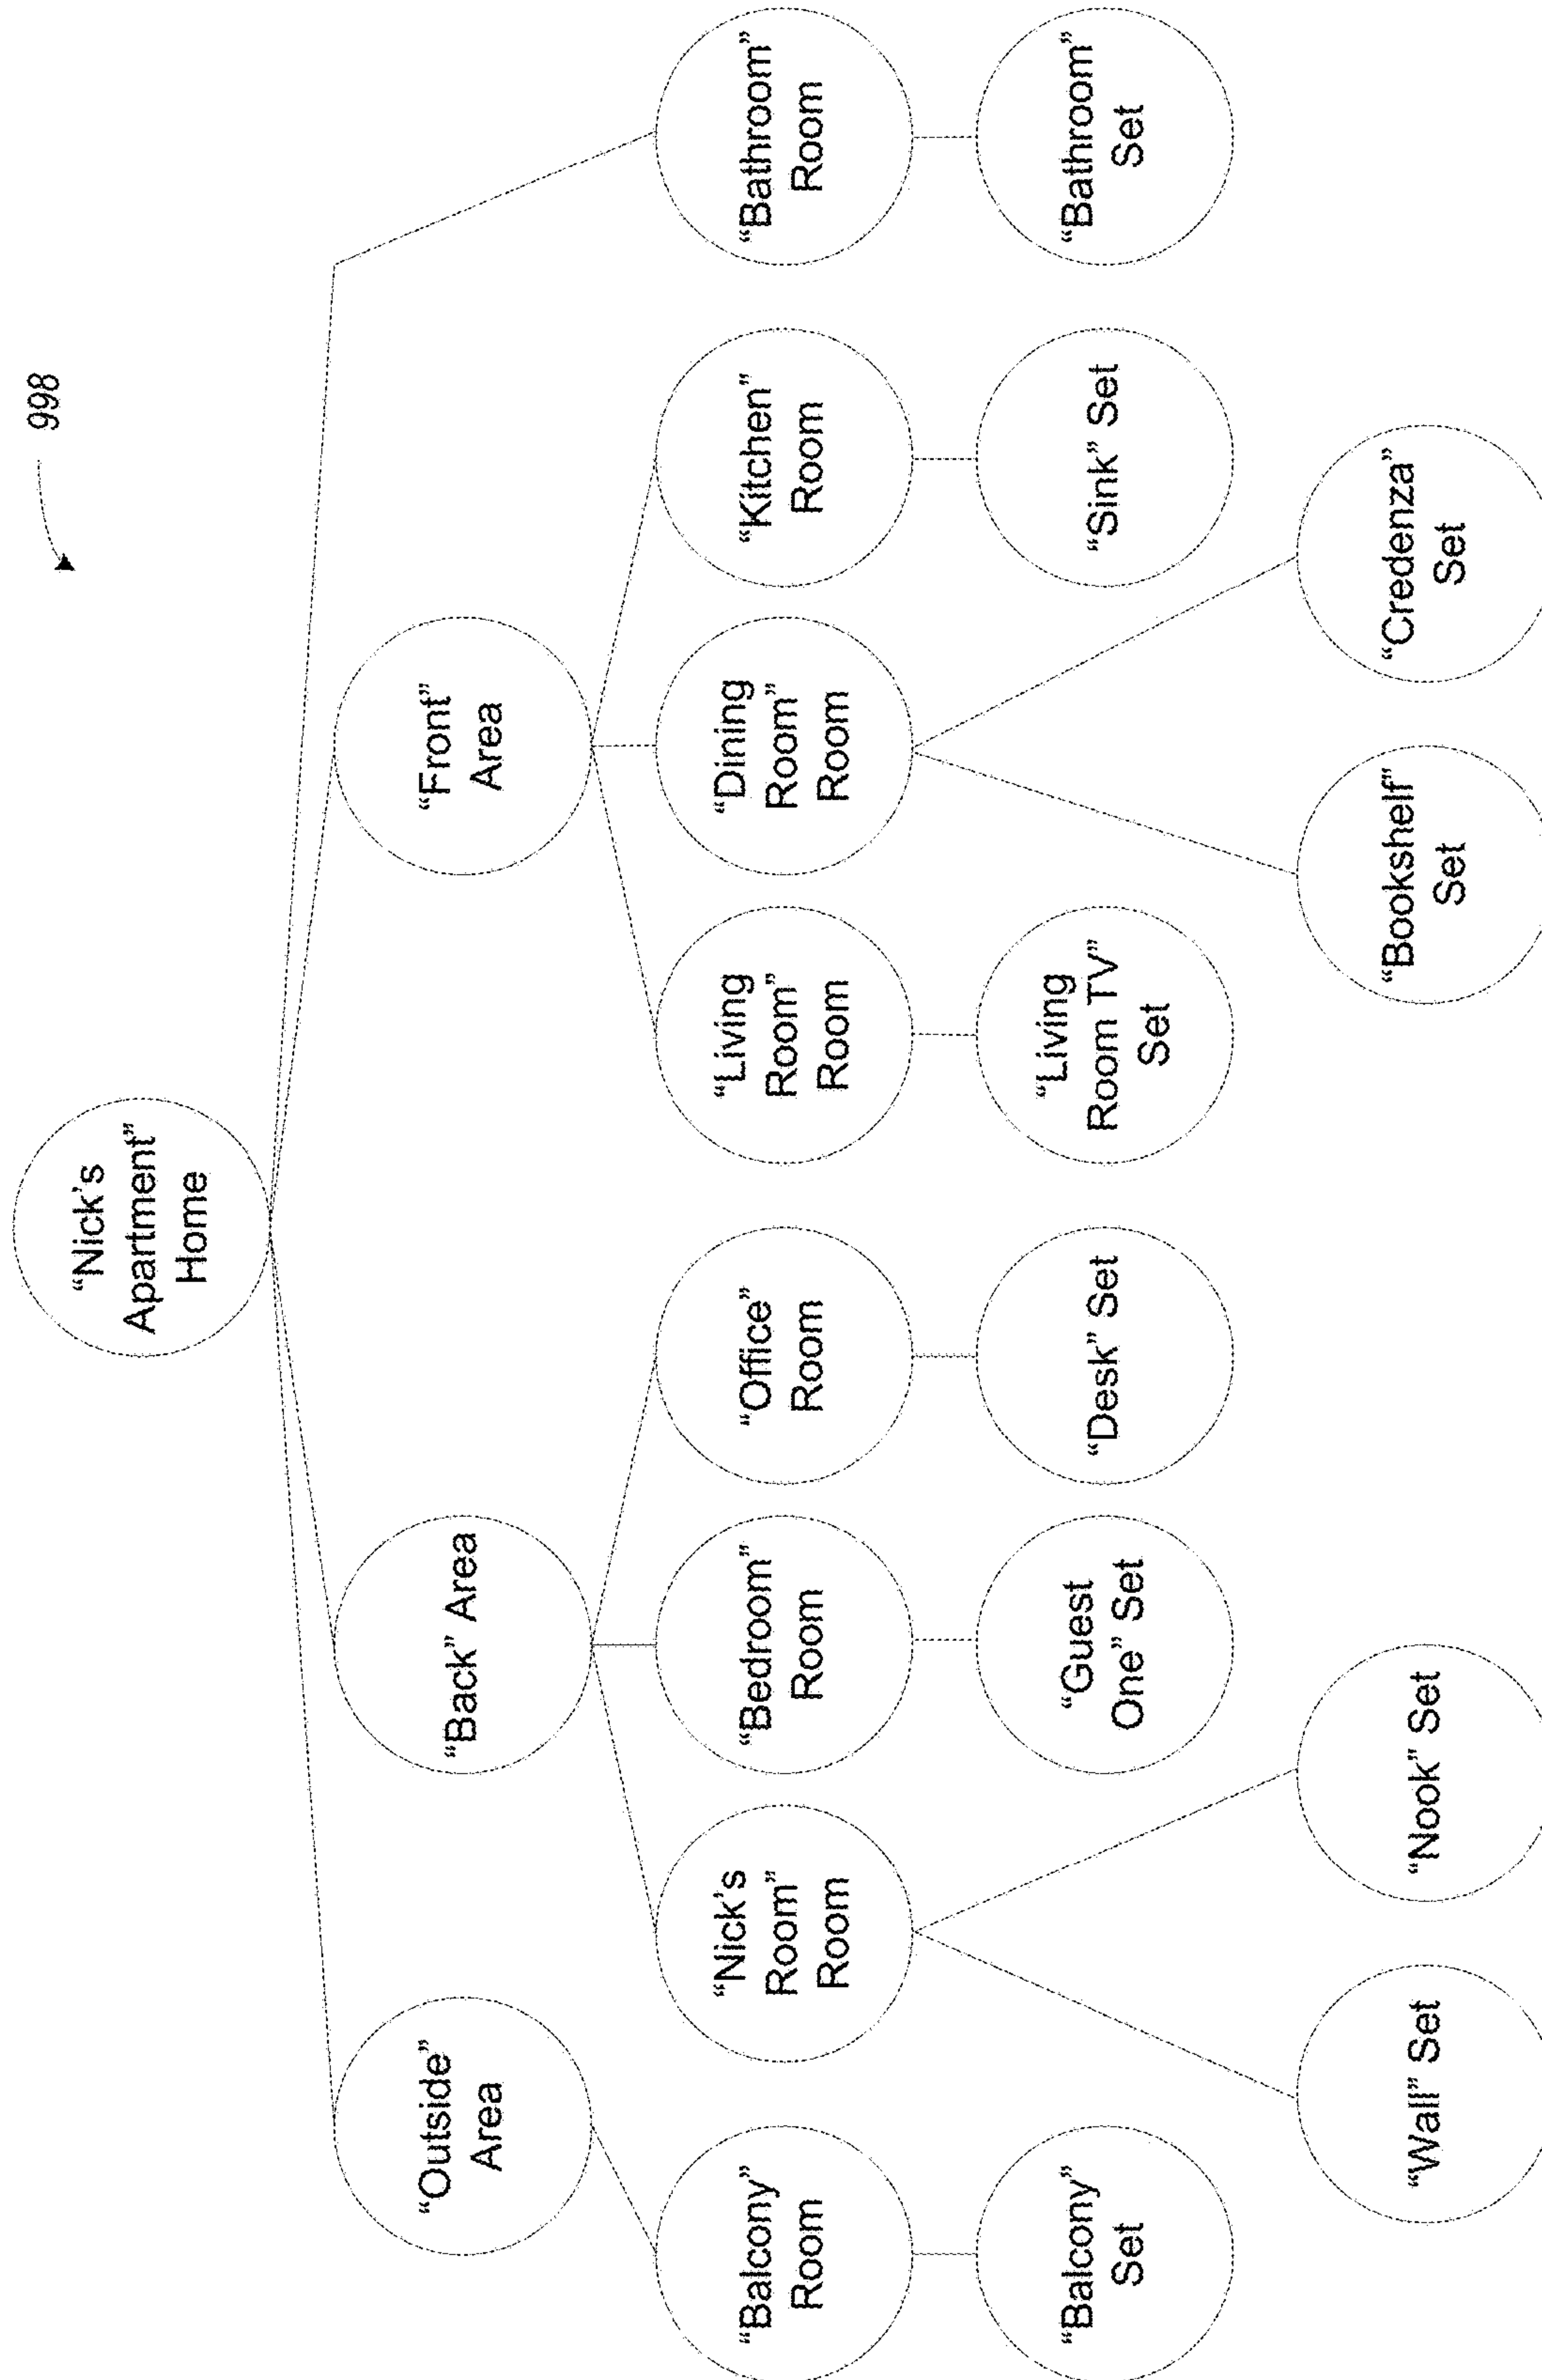 998
“Nick’s
Apartment”
Home
“Outside”
Area
“Back” Area
“Front”
Area
“Balcony”
Room
“Nick’s
Room”
Room
“Bedroom”
Room
“Office”
Room
“Living
Room”
Room
“Dining
Room”
Room
“Kitchen”
Room
“Bathroom”
Room
“Balcony”
Set
“Guest
One” Set
“Desk” Set
“Living
Room TV”
Set
“Sink” Set
“Bathroom”
Set
“Wall” Set
“Nook” Set
“Bookshelf”
Set
“Credenza”
Set